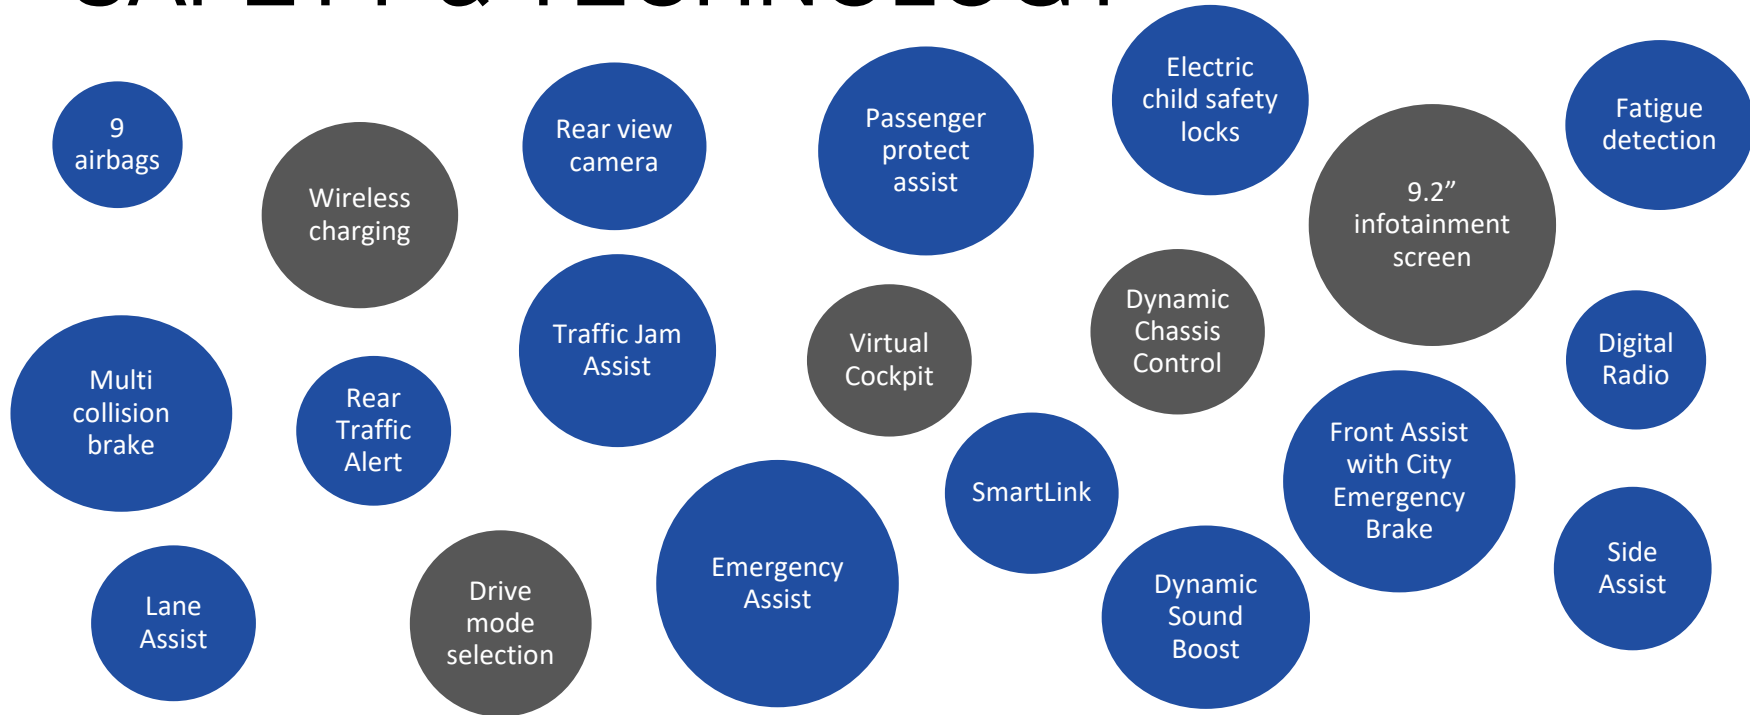 SAFETY & TECHNOLOGY
9
airbags
Wireless
charging
Rear view
camera
Passenger
protect
assist
Electric
child safety
locks
9.2”
infotainment
screen
Fatigue
detection
Multi
collision
brake
Rear
Traffic
Alert
Traffic Jam
Assist
Virtual
Cockpit
Dynamic
Chassis
Control
Digital
Radio
Lane
Assist
Drive
mode
selection
Emergency
Assist
SmartLink
Dynamic
Sound
Boost
Front Assist
with City
Emergency
Brake
Side
Assist